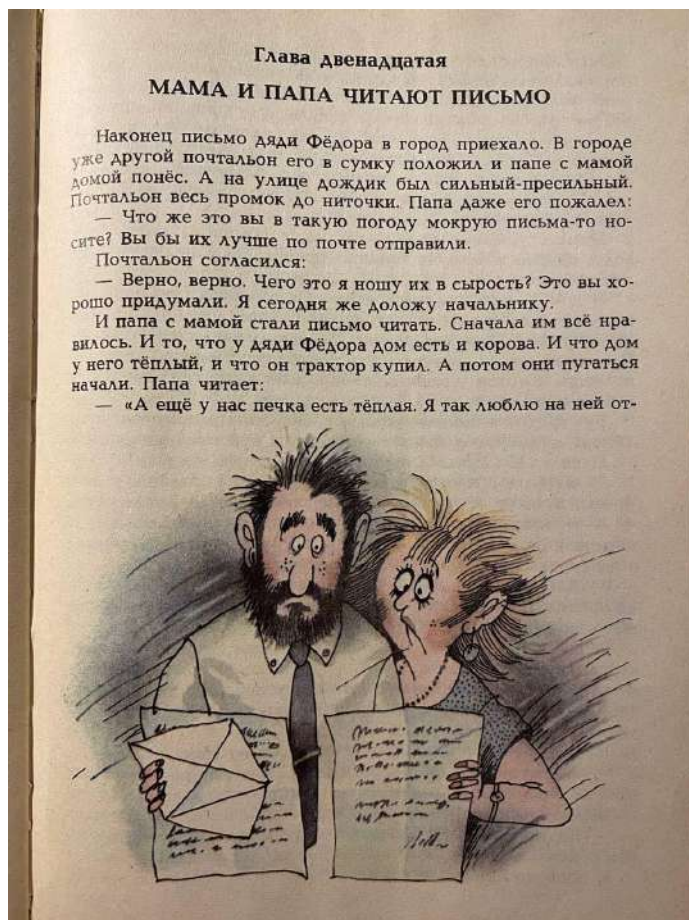 Глава двенадцатая
МАМА И ПАПА ЧИТАЮТ ПИСЬМО
Наконец письмо дяди Фёдора в город приехало. В городе
уже другой почтальон его в сумку положил и папе с мамой
домой понёс. А на улице дождик был сильный-пресильный.
Почтальон весь промок до ниточки. Папа даже его пожалел:
— Что же это вы в такую погоду мокрую письма-то но-
сите? Вы бы их лучше по почте отправили.
Почтальон согласился:
— Верно, верно. Чего это я ношу их в сырость? Это вы хо-
рошо придумали. Я сегодня же доложу начальнику.
И папа с мамой стали письмо читать. Сначала им всё нра-
вилось. И то, что у дяди Фёдора дом есть и корова. И что дом
у него тёплый, и что он трактор купил. А потом они пугаться
начали. Папа читает:
— «А ещё у нас печка есть тёплая. Я так люблю на ней от-